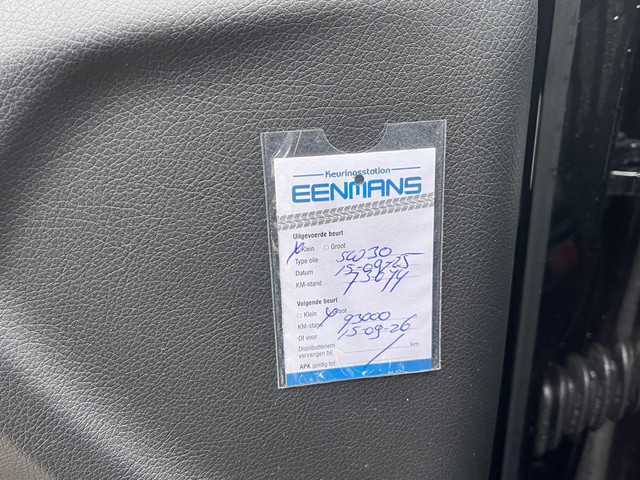 Keuringsstation
EENMANS
Uitgevoerde beurt
Klein □ Groot
Type olie 5W30
Datum 15-09-25
KM-stand
Volgende beurt
□ Klein Groot
KM-stand 93000
Of voor 15-09-26
Distributieriem
vervangen bij km
APK geldig tot